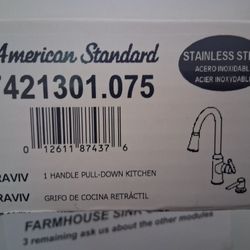 American Standard
STAINLESS STE
ACERO INOXIDABL
ACIER INOXYDABL
7421301.075
0 12611 87437 6
RAVIV 1 HANDLE PULL-DOWN KITCHEN
RAVIV GRIFO DE COCINA RETRÁCTIL
FARMHOUSE SINK
3 remaining ask us about the other modules